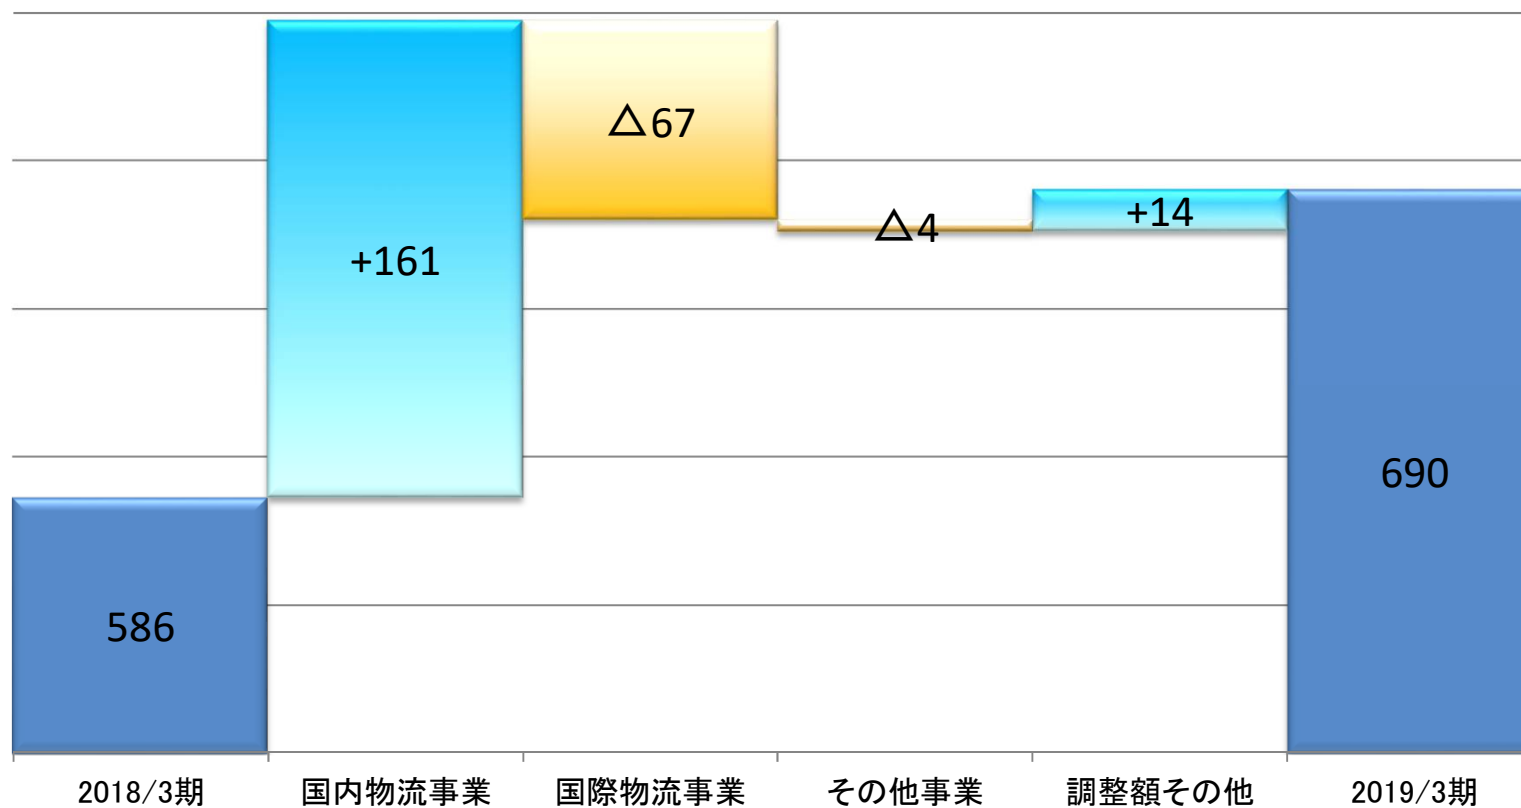 △67
+14
△4
+161
690
586
2018/3期
国内物流事業
国際物流事業
その他事業
調整額その他
2019/3期